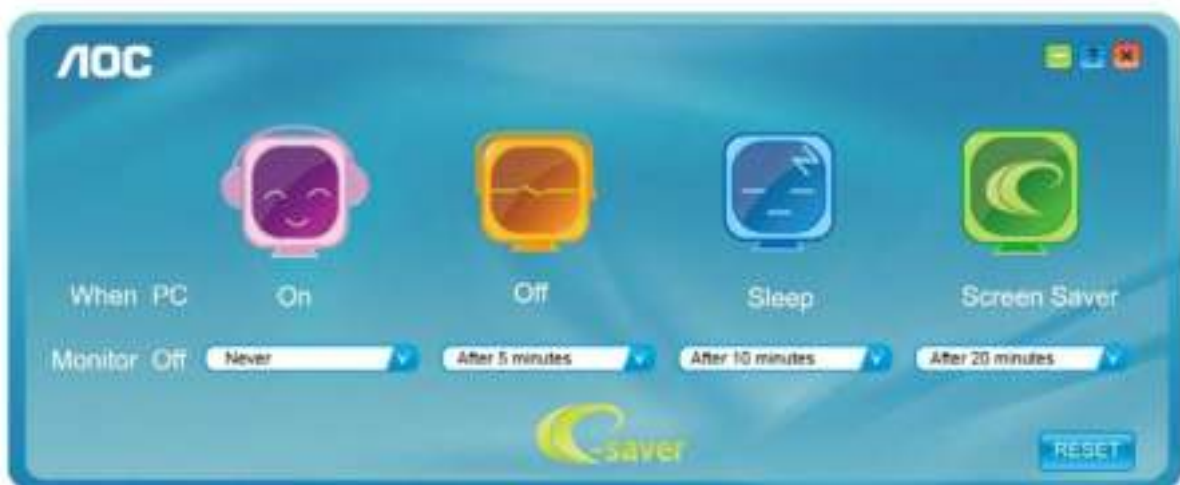 AOC
?
When PC On Off Sleep Screen Saver
Monitor Off Never After 5 minutes After 10 minutes After 20 minutes
e-saver
RESET